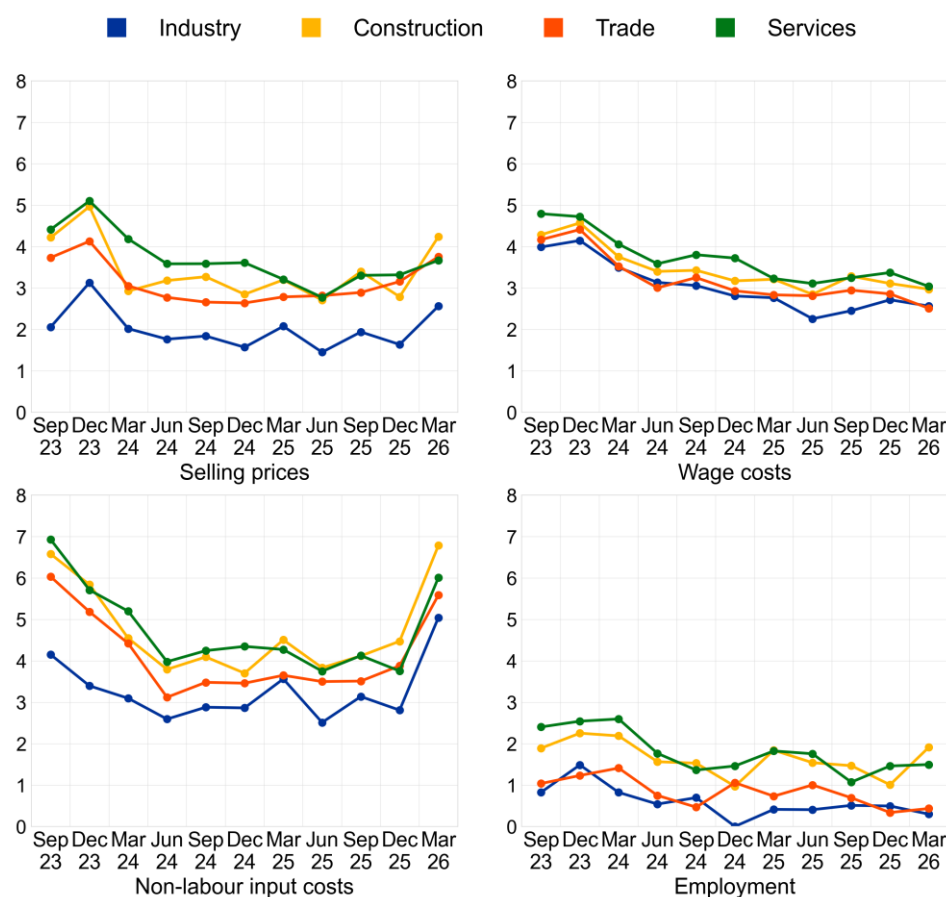 Industry Construction Trade Services
8
7
6
5
4
3
2
1
0
Sep Dec Mar Jun Sep Dec Mar Jun Sep Dec Mar
23 23 24 24 24 24 25 25 25 25 26
Selling prices
8
7
6
5
4
3
2
1
0
Sep Dec Mar Jun Sep Dec Mar Jun Sep Dec Mar
23 23 24 24 24 24 25 25 25 25 26
Wage costs
8
7
6
5
4
3
2
1
0
Sep Dec Mar Jun Sep Dec Mar Jun Sep Dec Mar
23 23 24 24 24 24 25 25 25 25 26
Non-labour input costs
8
7
6
5
4
3
2
1
0
Sep Dec Mar Jun Sep Dec Mar Jun Sep Dec Mar
23 23 24 24 24 24 25 25 25 25 26
Employment